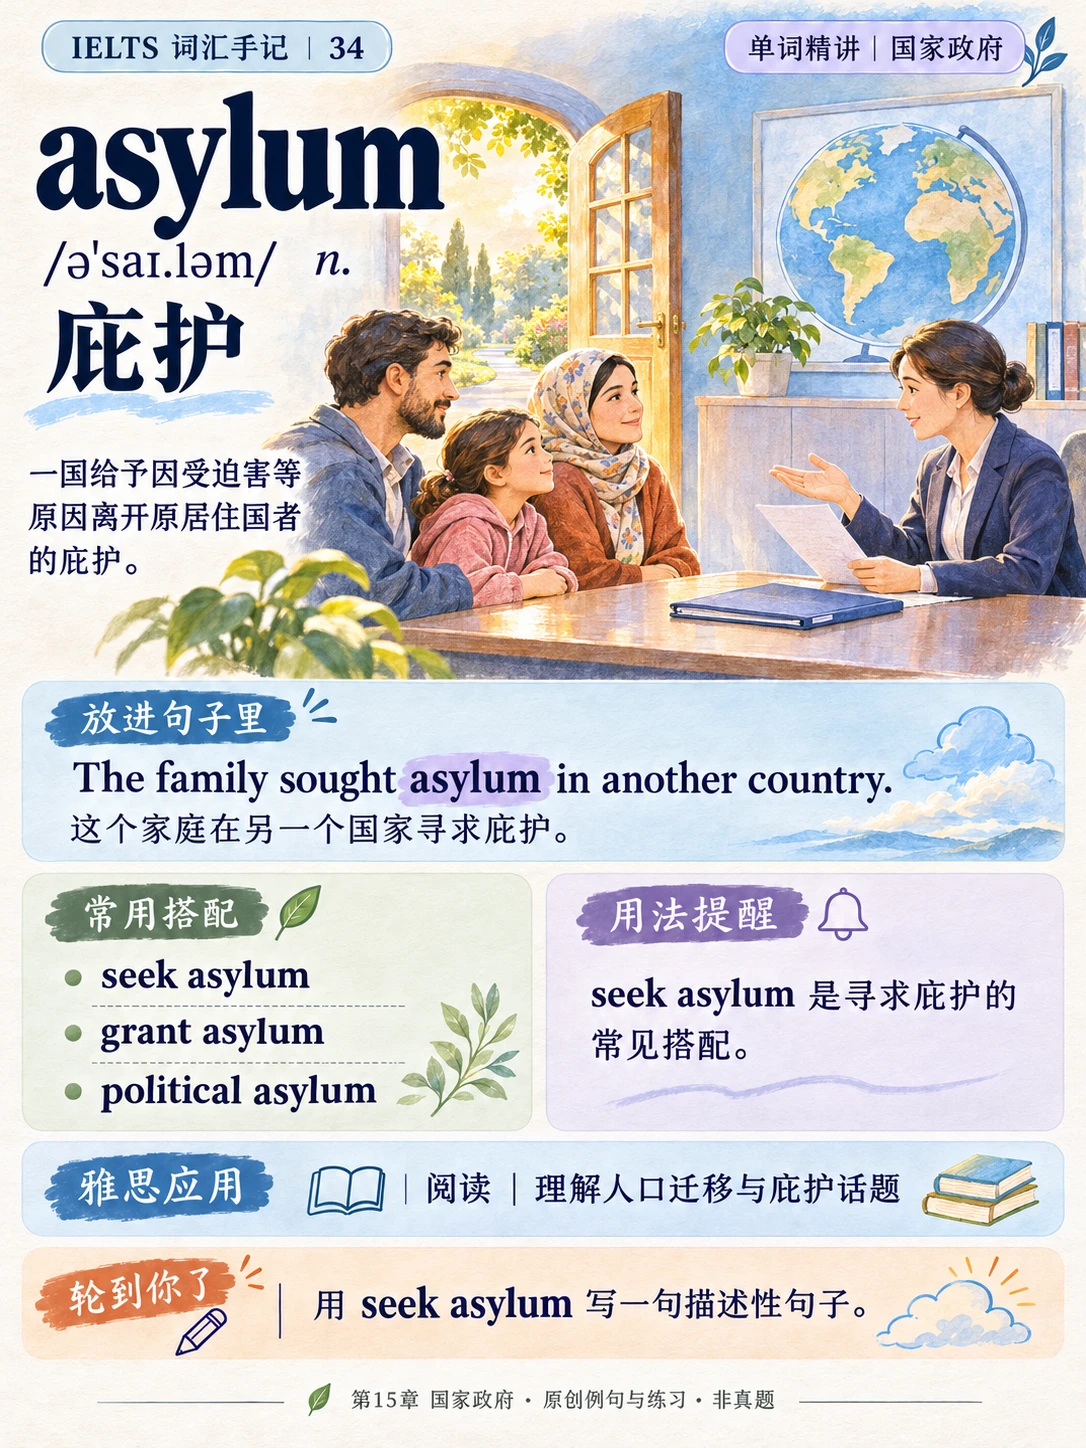 IELTS 词汇手记 | 34
单词精讲 | 国家政府
asylum
/ə'saɪ.ləm/ n.
庇护
一国给予因受迫害等
原因离开原居住国者
的庇护。
放进句子里
The family sought asylum in another country.
这个家庭在另一个国家寻求庇护。
常用搭配
seek asylum
grant asylum
political asylum
用法提醒
seek asylum 是寻求庇护的
常见搭配。
雅思应用
| 阅读 | 理解人口迁移与庇护话题
轮到你了
用 seek asylum 写一句描述性句子。
第15章 国家政府 · 原创例句与练习 · 非真题